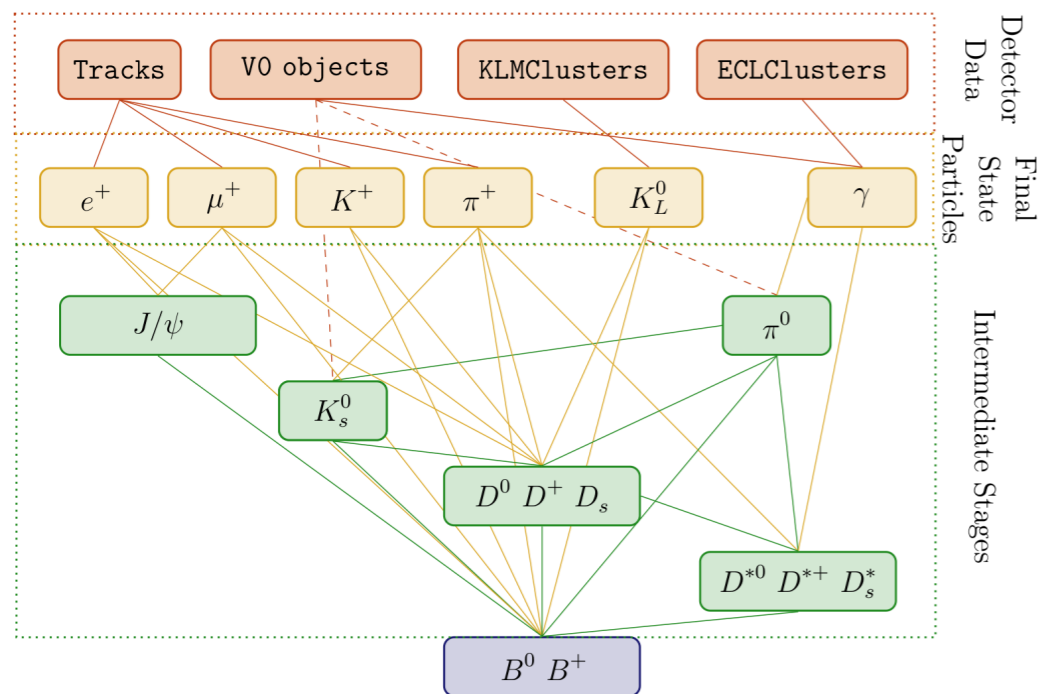 Tracks V0 objects KLMClusters ECLClusters
Detector
Data
e⁺ μ⁺ K⁺ π⁺ K⁰_L γ
Final
State
Particles
J/ψ π⁰
K⁰_s
D⁰ D⁺ D_s
D*⁰ D*⁺ D*_s
Intermediate Stages
B⁰ B⁺